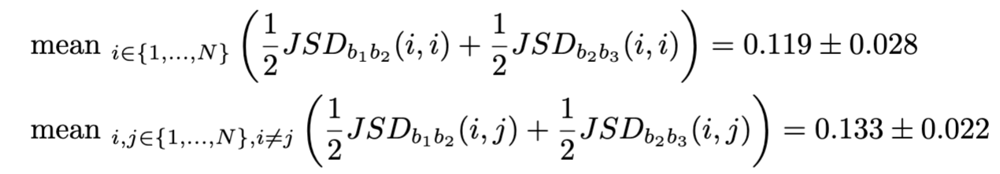 mean i∈{1,...,N} (1/2 JSD_{b₁b₂}(i, i) + 1/2 JSD_{b₂b₃}(i, i)) = 0.119 ± 0.028
mean i,j∈{1,...,N},i≠j (1/2 JSD_{b₁b₂}(i, j) + 1/2 JSD_{b₂b₃}(i, j)) = 0.133 ± 0.022